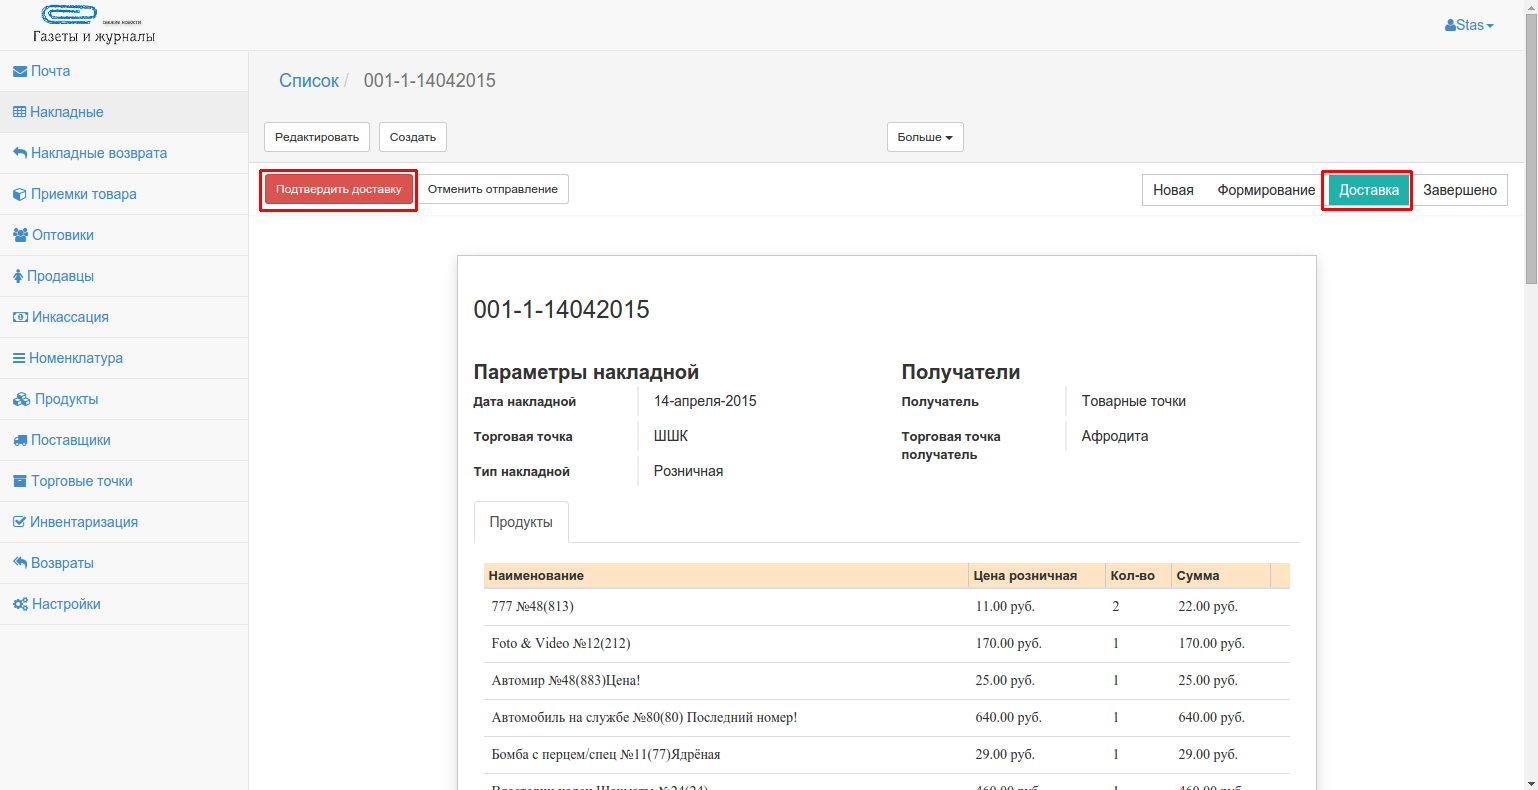 свежие новости
Газеты и журналы
Stas
Почта
Накладные
Накладные возврата
Приемки товара
Оптовики
Продавцы
Инкассация
Номенклатура
Продукты
Поставщики
Торговые точки
Инвентаризация
Возвраты
Настройки
Список / 001-1-14042015
Редактировать Создать Больше
Подтвердить доставку Отменить отправление Новая Формирование Доставка Завершено
001-1-14042015
Параметры накладной
Дата накладной 14-апреля-2015
Торговая точка ШШК
Тип накладной Розничная
Получатели
Получатель Товарные точки
Торговая точка получатель Афродита
Продукты
Наименование Цена розничная Кол-во Сумма
777 №48(813) 11.00 руб. 2 22.00 руб.
Foto & Video №12(212) 170.00 руб. 1 170.00 руб.
Автомир №48(883)Цена! 25.00 руб. 1 25.00 руб.
Автомобиль на службе №80(80) Последний номер! 640.00 руб. 1 640.00 руб.
Бомба с перцем/спец №11(77)Ядрёная 29.00 руб. 1 29.00 руб.